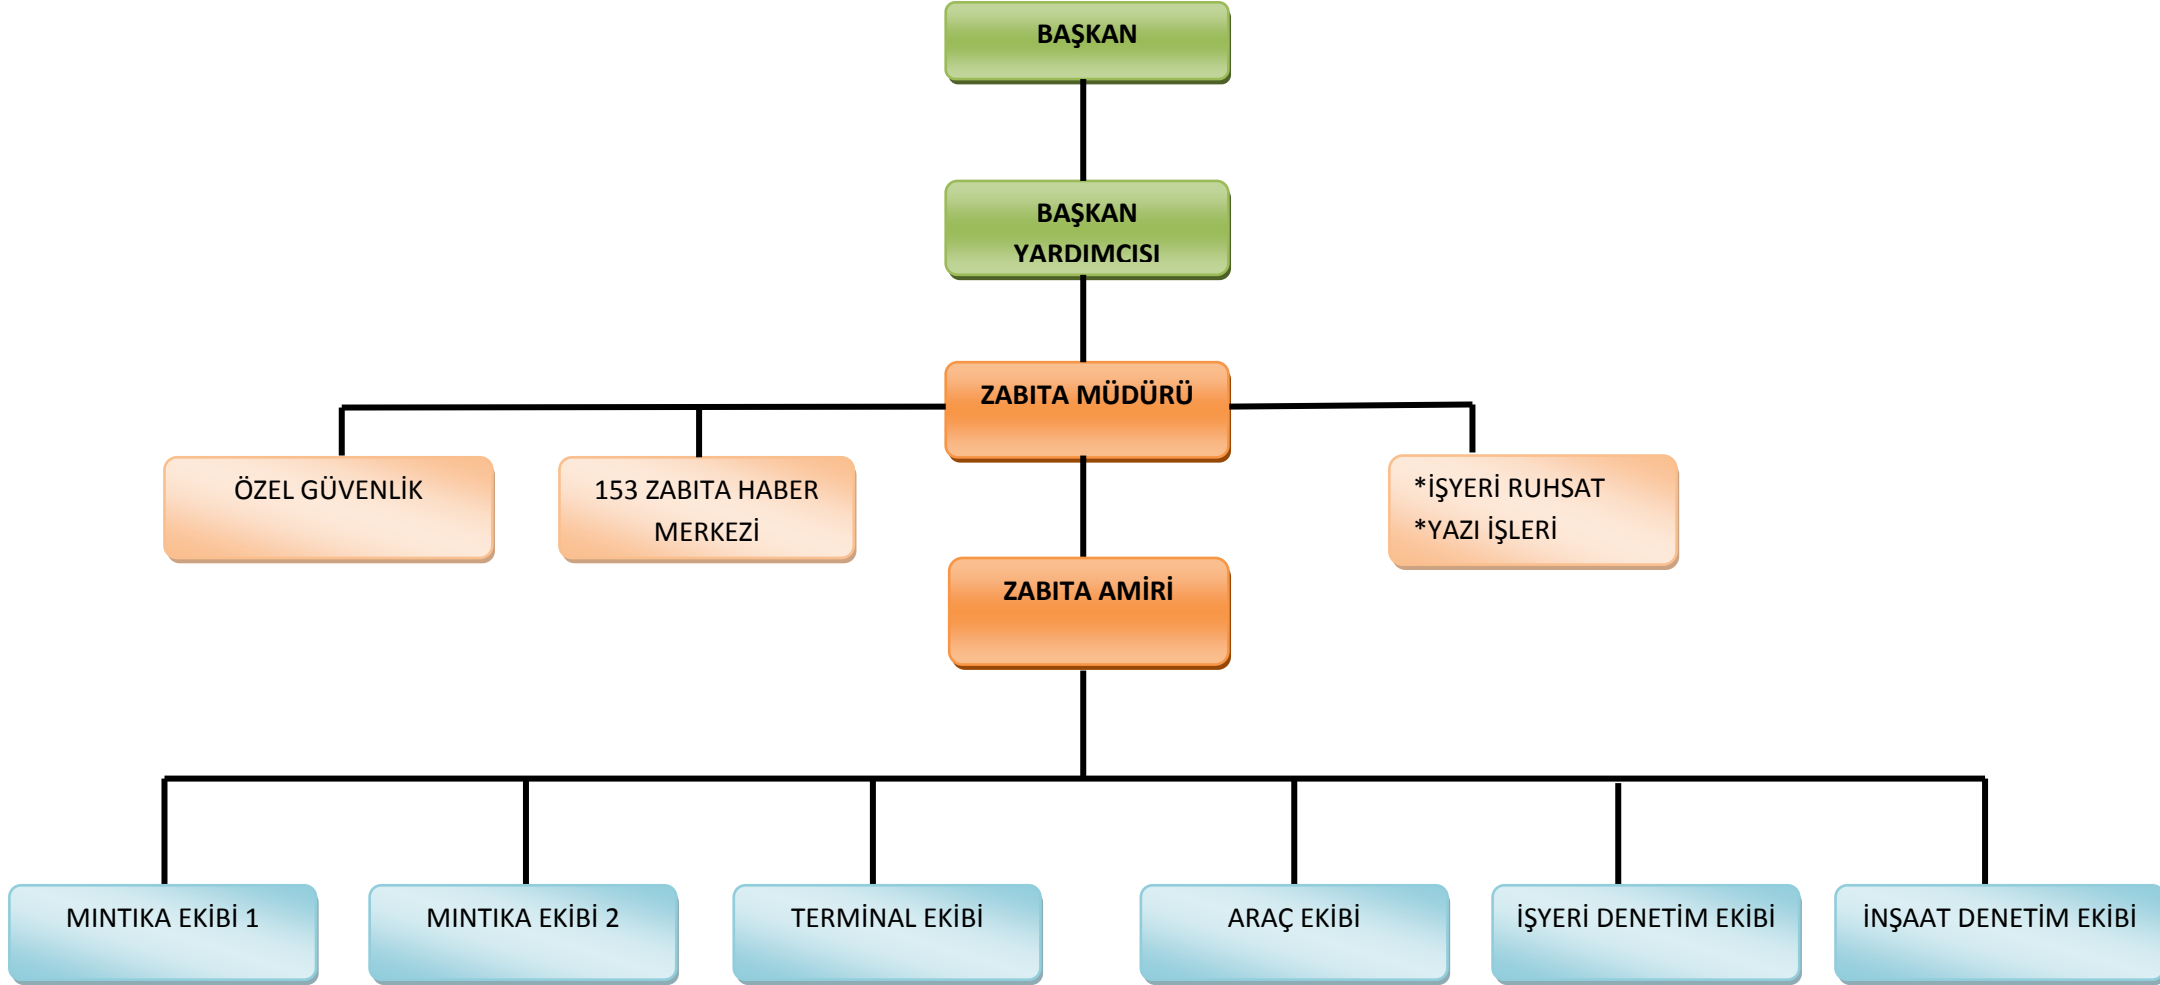 BAŞKAN
BAŞKAN
YARDIMCISI
ZABITA MÜDÜRÜ
ÖZEL GÜVENLİK
153 ZABITA HABER
MERKEZİ
*İŞYERİ RUHSAT
*YAZI İŞLERİ
ZABITA AMİRİ
MINTIKA EKİBİ 1
MINTIKA EKİBİ 2
TERMİNAL EKİBİ
ARAÇ EKİBİ
İŞYERİ DENETİM EKİBİ
İNŞAAT DENETİM EKİBİ